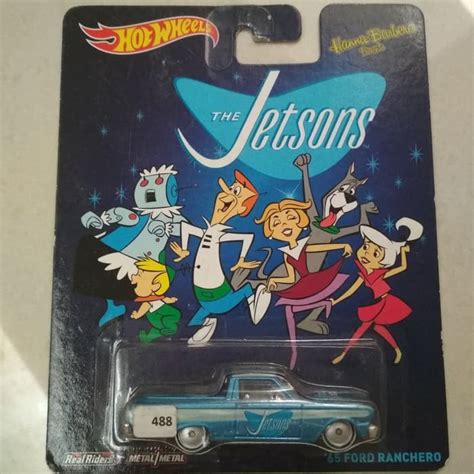 HOT WHEELS
Hanna-Barbera
THE Jetsons
488
Jetsons
Real Riders METAL/METAL
'65 FORD RANCHERO